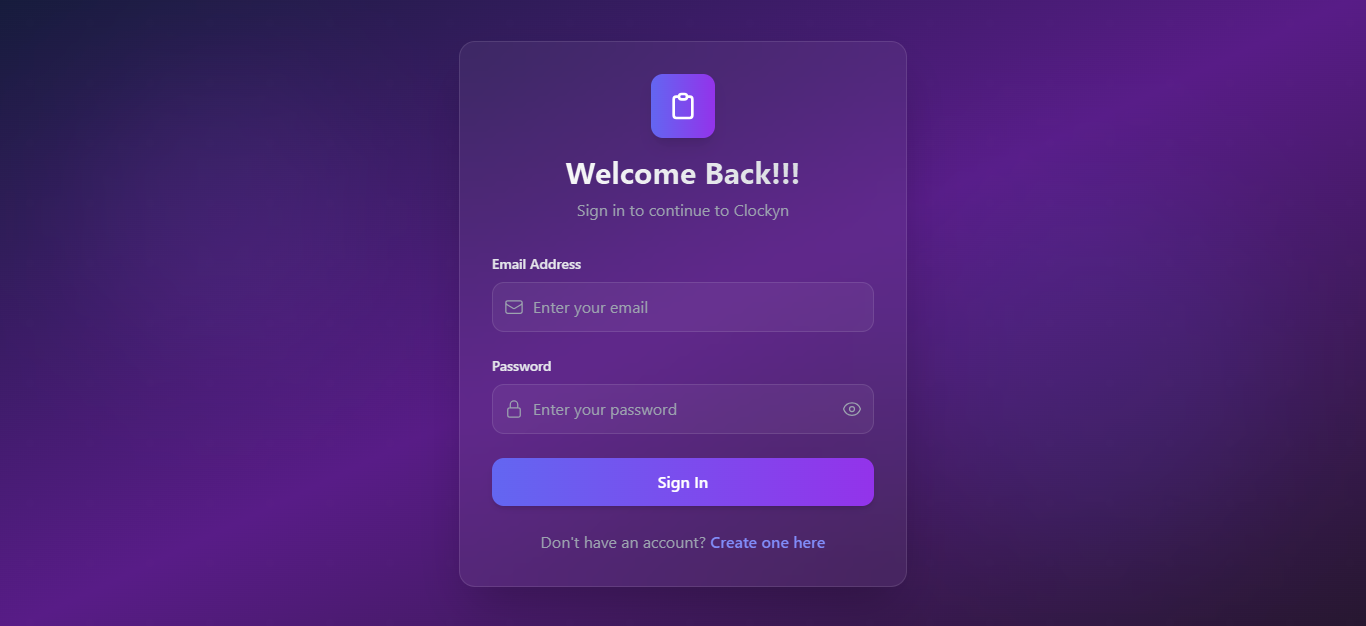 Welcome Back!!!
Sign in to continue to Clockyn
Email Address
Enter your email
Password
Enter your password
Sign In
Don't have an account? Create one here